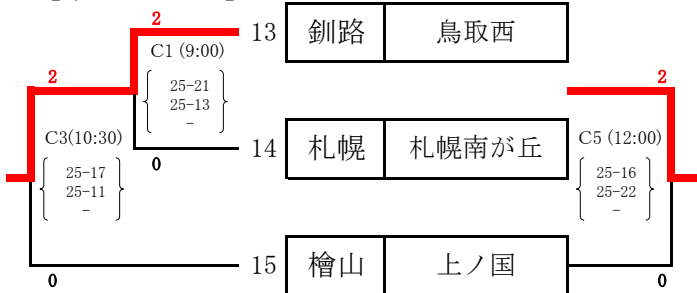 2
13 釧路 鳥取西
C1 (9:00)
2
25-21
25-13
-
2
C3(10:30)
14 札幌 札幌南が丘
C5 (12:00)
0
25-17
25-11
-
25-16
25-22
-
15 檜山 上ノ国
0
0